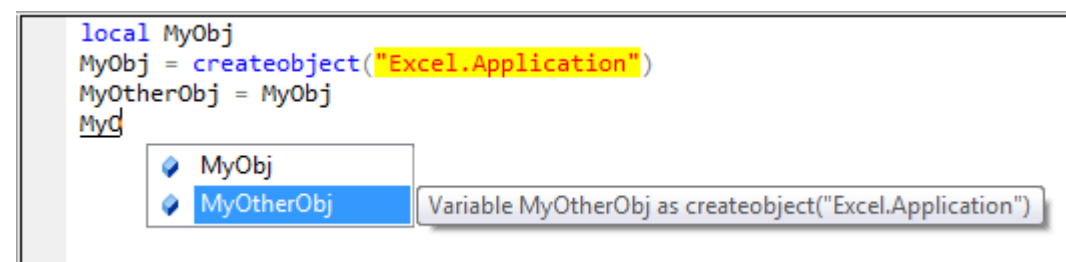 local MyObj
MyObj = createobject("Excel.Application")
MyOtherObj = MyObj
MyO
MyObj
MyOtherObj
Variable MyOtherObj as createobject("Excel.Application")